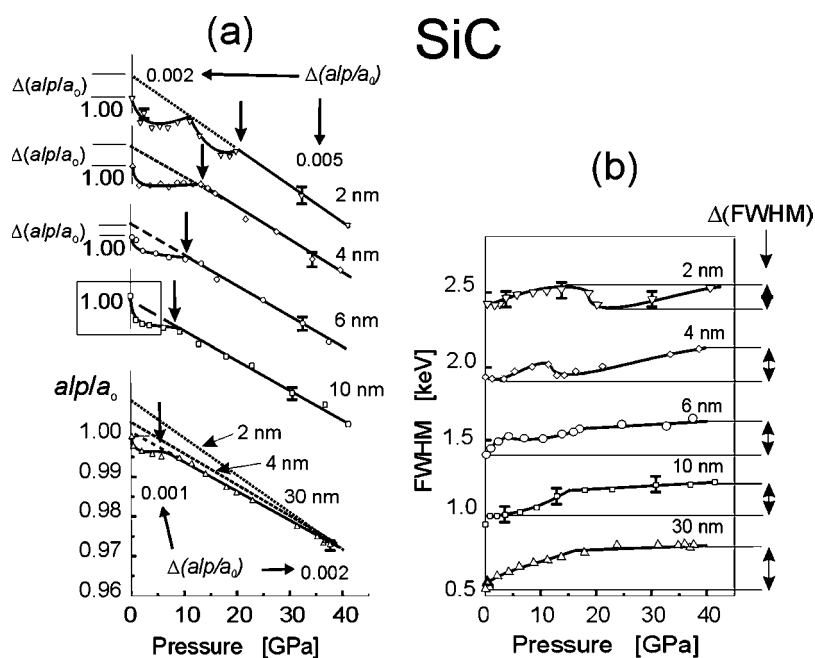 (a)
SiC
Δ(alp/a₀)
1.00
0.002
Δ(alp/a₀)
0.005
2 nm
1.00
4 nm
Δ(alp/a₀)
1.00
6 nm
1.00
10 nm
alp/a₀
1.00
0.99
0.98
0.97
0.96
2 nm
4 nm
30 nm
0.001
Δ(alp/a₀)
0.002
0
10
20
30
40
Pressure [GPa]
(b)
Δ(FWHM)
FWHM [keV]
2.5
2.0
1.5
1.0
0.5
2 nm
4 nm
6 nm
10 nm
30 nm
0
10
20
30
40
Pressure [GPa]